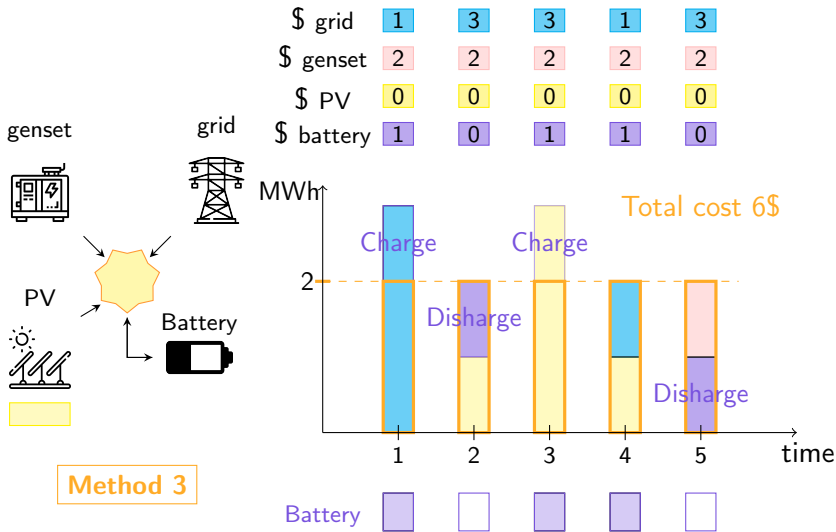 $ grid 1 3 3 1 3
$ genset 2 2 2 2 2
$ PV 0 0 0 0 0
$ battery 1 0 1 1 0
genset
grid
PV
Battery
MWh
Total cost 6$
Charge
Charge
2
Disharge
Disharge
1 2 3 4 5 time
Method 3
Battery